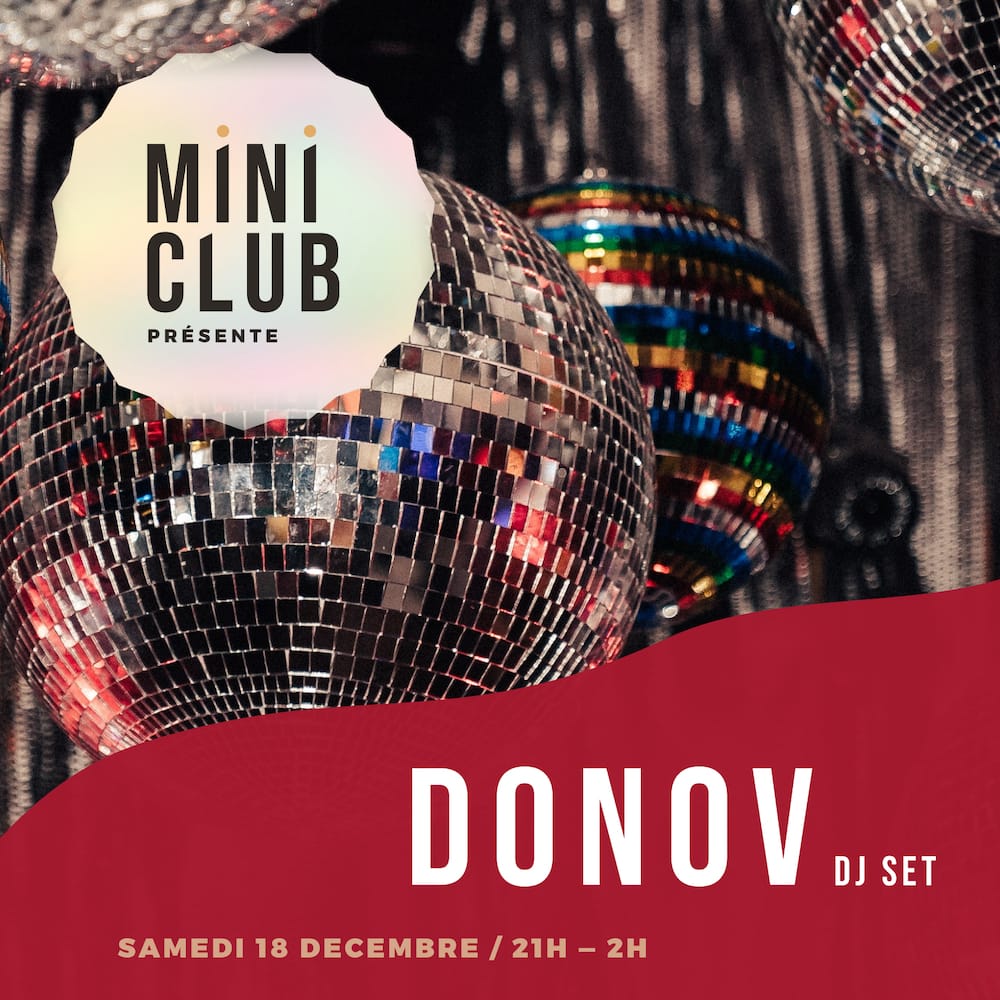 MiNi
CLUB
PRÉSENTE
DONOV DJ SET
SAMEDI 18 DECEMBRE / 21H – 2H